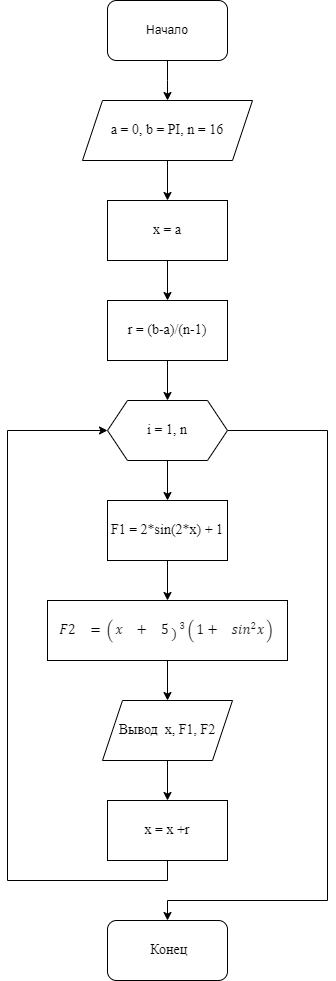 Начало
a = 0, b = PI, n = 16
x = a
r = (b-a)/(n-1)
i = 1, n
F1 = 2*sin(2*x) + 1
F2 = (x + 5)³(1 + sin²x)
Вывод x, F1, F2
x = x +r
Конец